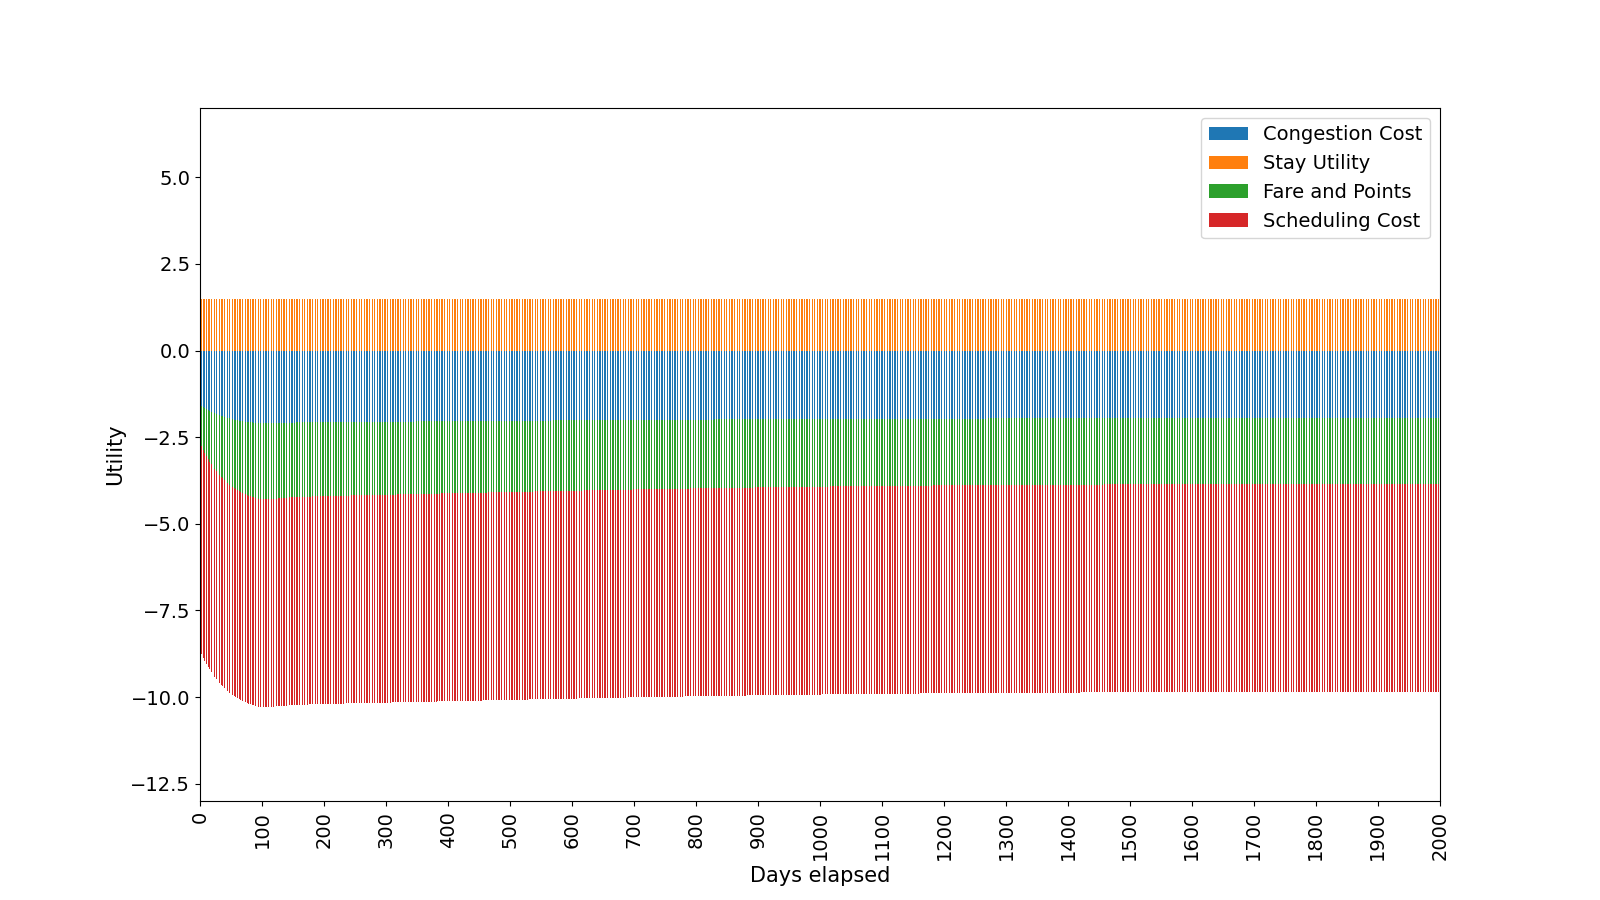 Congestion Cost
Stay Utility
Fare and Points
Scheduling Cost
5.0
2.5
0.0
−2.5
−5.0
−7.5
−10.0
−12.5
Utility
0 100 200 300 400 500 600 700 800 900 1000 1100 1200 1300 1400 1500 1600 1700 1800 1900 2000
Days elapsed